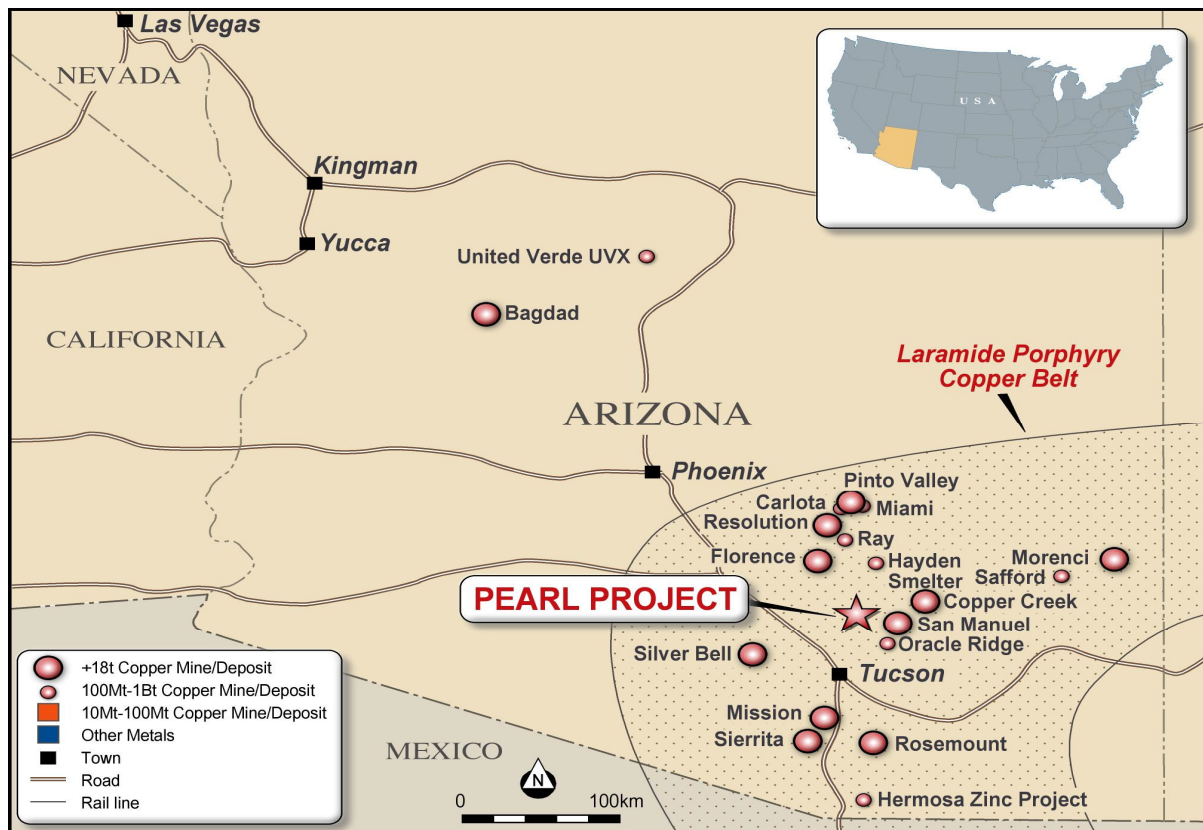 Las Vegas
NEVADA
USA
Kingman
Yucca
United Verde UVX
Bagdad
CALIFORNIA
Laramide Porphyry
Copper Belt
ARIZONA
Phoenix
Pinto Valley
Carlota
Miami
Resolution
Ray
Florence
Hayden
Smelter
Morenci
Safford
PEARL PROJECT
Copper Creek
San Manuel
Oracle Ridge
Silver Bell
Tucson
Mission
Sierrita
Rosemount
MEXICO
Hermosa Zinc Project
+18t Copper Mine/Deposit
100Mt-1Bt Copper Mine/Deposit
10Mt-100Mt Copper Mine/Deposit
Other Metals
Town
Road
Rail line
N
0 100km